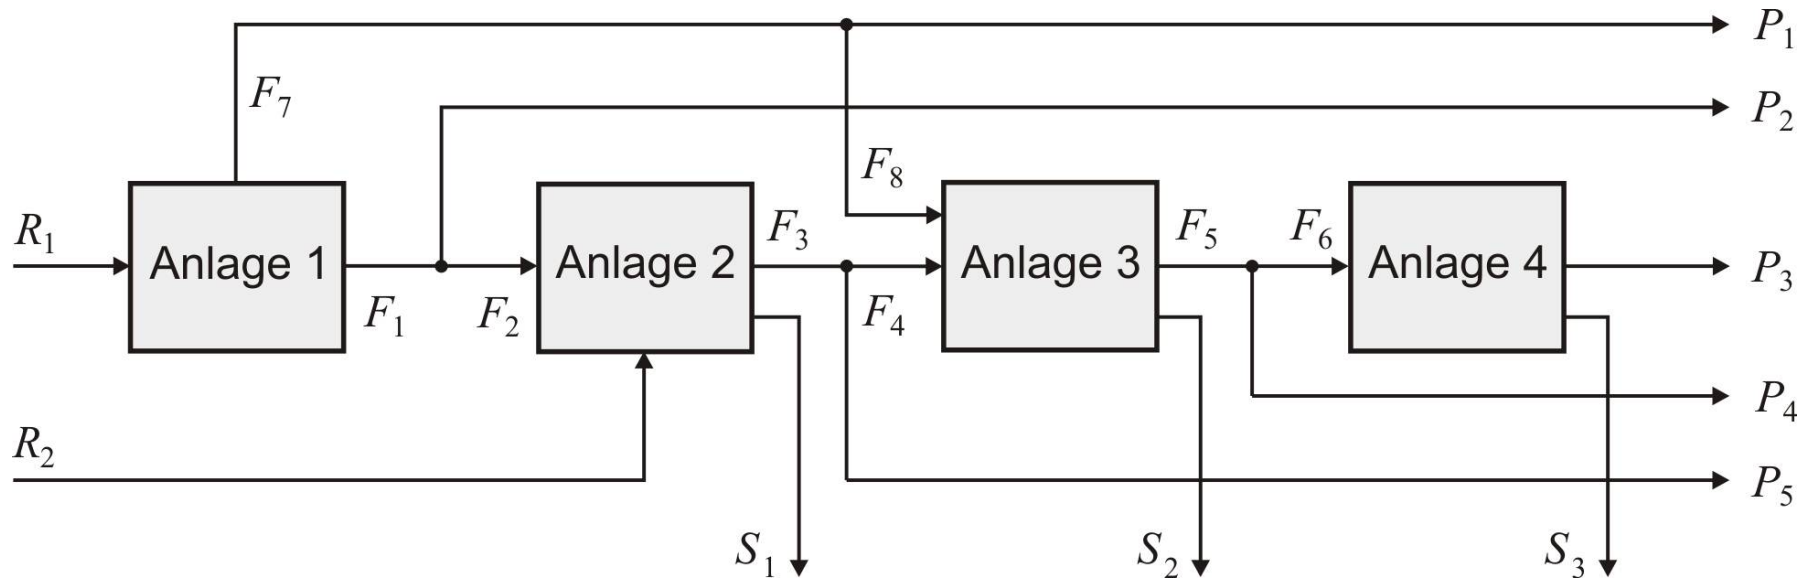 P₁
F₇
P₂
F₈
R₁
F₃
F₅
F₆
Anlage 1
Anlage 2
Anlage 3
Anlage 4
P₃
F₁
F₂
F₄
P₄
R₂
P₅
S₁
S₂
S₃